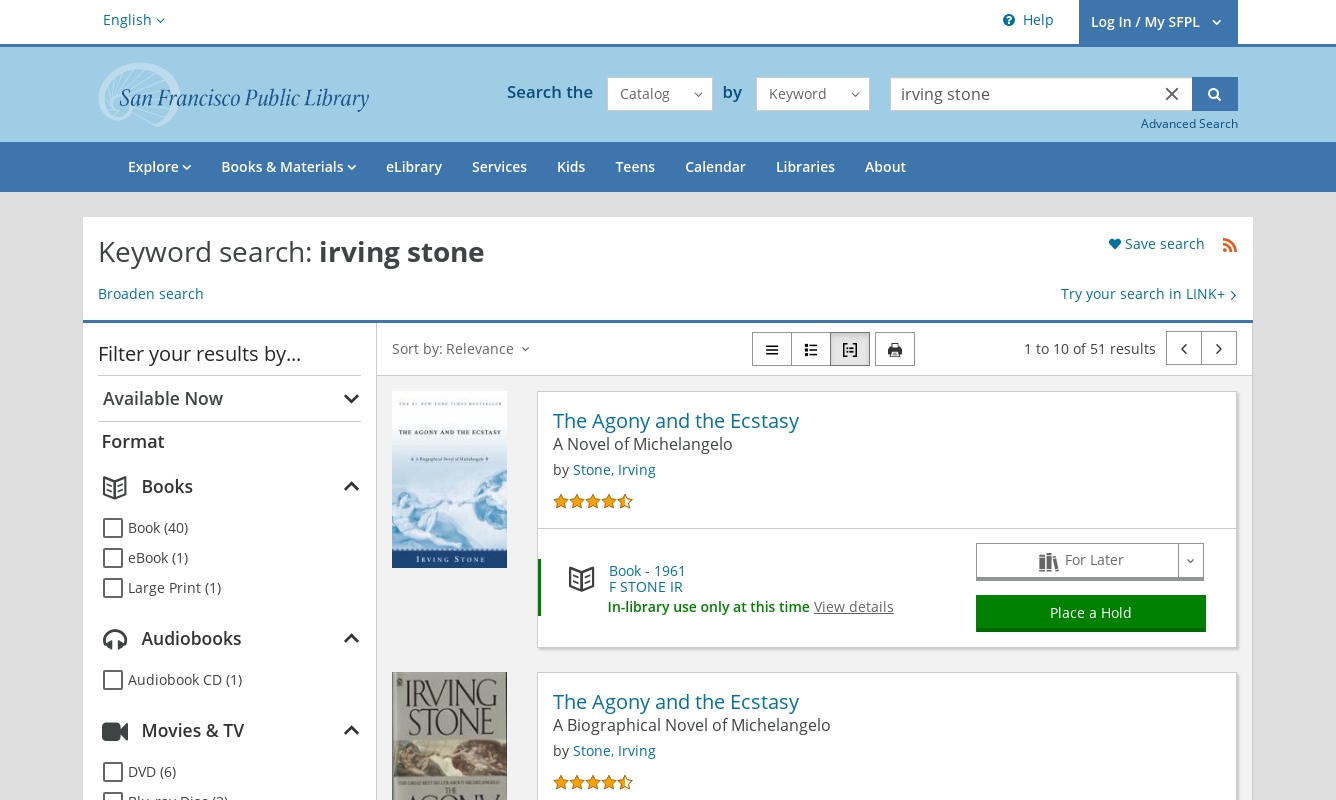 English
Help
Log In / My SFPL
San Francisco Public Library
Search the
Catalog
by
Keyword
irving stone
Advanced Search
Explore
Books & Materials
eLibrary
Services
Kids
Teens
Calendar
Libraries
About
Keyword search: irving stone
Save search
Broaden search
Try your search in LINK+
Filter your results by...
Sort by: Relevance
1 to 10 of 51 results
Available Now
Format
Books
Book (40)
eBook (1)
Large Print (1)
Audiobooks
Audiobook CD (1)
Movies & TV
DVD (6)
THE #1 NEW YORK TIMES BESTSELLER
THE AGONY AND THE ECSTASY
A Biographical Novel of Michelangelo
IRVING STONE
The Agony and the Ecstasy
A Novel of Michelangelo
by Stone, Irving
Book - 1961
F STONE IR
In-library use only at this time View details
For Later
Place a Hold
IRVING
STONE
The Agony and the Ecstasy
A Biographical Novel of Michelangelo
by Stone, Irving